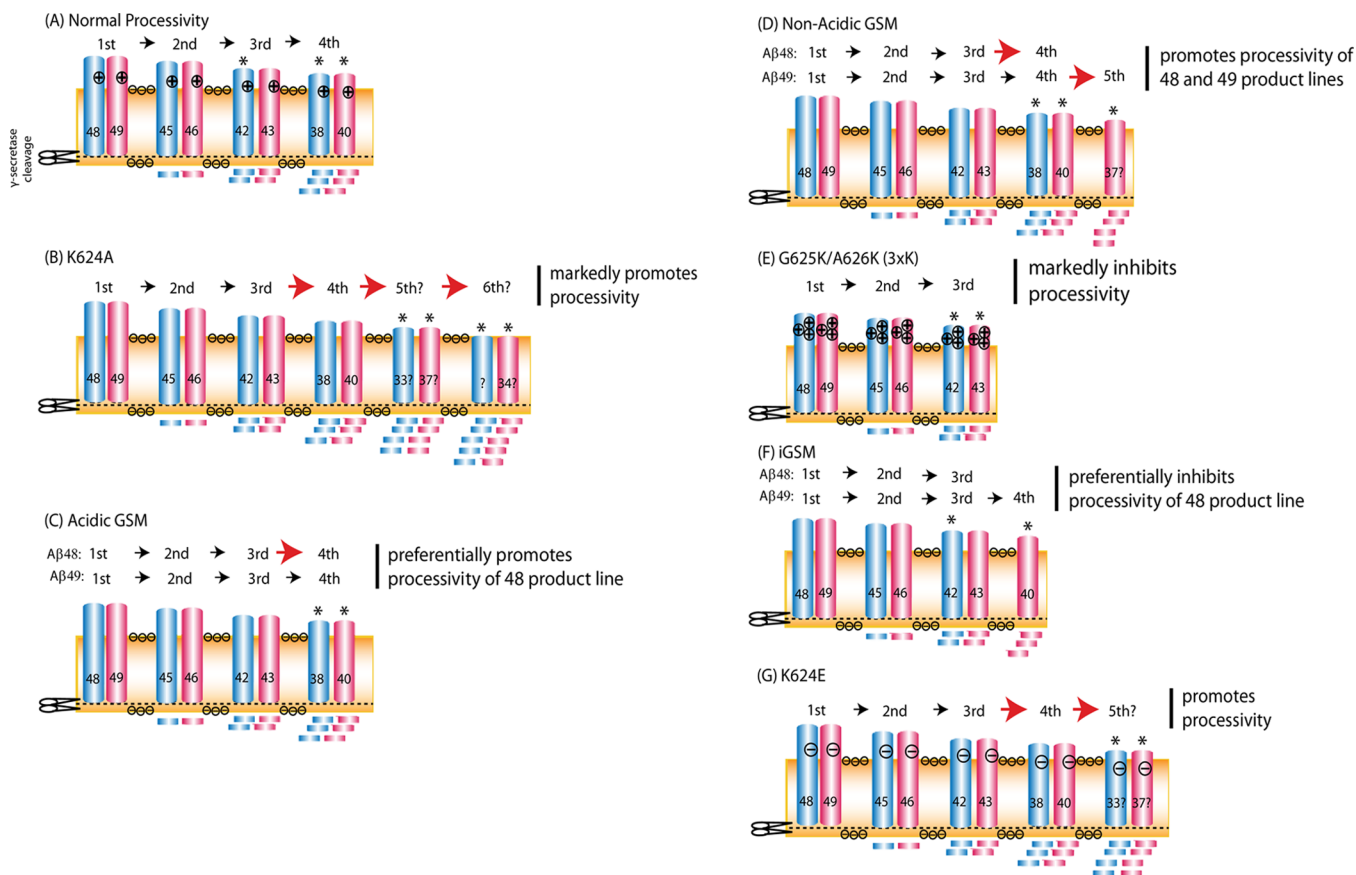 (A) Normal Processivity
1st 2nd 3rd 4th
* * *
48 49 45 46 42 43 38 40
γ-secretase
cleavage
(B) K624A
1st 2nd 3rd 4th 5th? 6th?
markedly promotes
processivity
* * * *
48 49 45 46 42 43 38 40 33? 37? ? 34?
(C) Acidic GSM
Aβ48: 1st 2nd 3rd 4th
Aβ49: 1st 2nd 3rd 4th
preferentially promotes
processivity of 48 product line
* *
48 49 45 46 42 43 38 40
(D) Non-Acidic GSM
Aβ48: 1st 2nd 3rd 4th
Aβ49: 1st 2nd 3rd 4th 5th
promotes processivity of
48 and 49 product lines
* * *
48 49 45 46 42 43 38 40 37?
(E) G625K/A626K (3xK)
1st 2nd 3rd
markedly inhibits
processivity
* *
48 49 45 46 42 43
(F) iGSM
Aβ48: 1st 2nd 3rd
Aβ49: 1st 2nd 3rd 4th
preferentially inhibits
processivity of 48 product line
* *
48 49 45 46 42 43 40
(G) K624E
1st 2nd 3rd 4th 5th?
promotes
processivity
* *
48 49 45 46 42 43 38 40 33? 37?